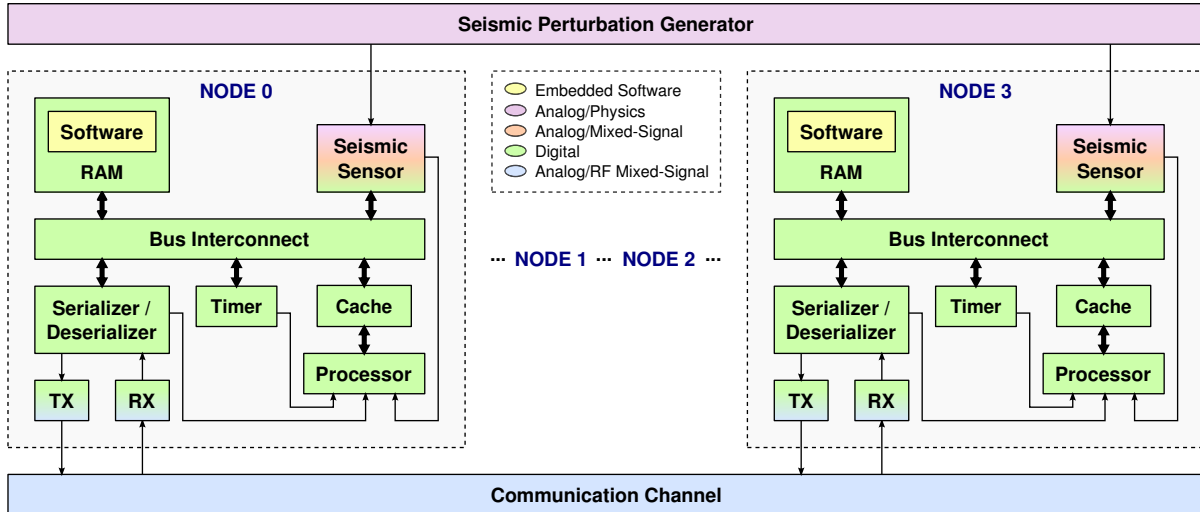 Seismic Perturbation Generator
NODE 0
Software
RAM
Seismic
Sensor
Bus Interconnect
Serializer /
Deserializer
Timer
Cache
Processor
TX
RX
Embedded Software
Analog/Physics
Analog/Mixed-Signal
Digital
Analog/RF Mixed-Signal
··· NODE 1 ··· NODE 2 ···
NODE 3
Software
RAM
Seismic
Sensor
Bus Interconnect
Serializer /
Deserializer
Timer
Cache
Processor
TX
RX
Communication Channel